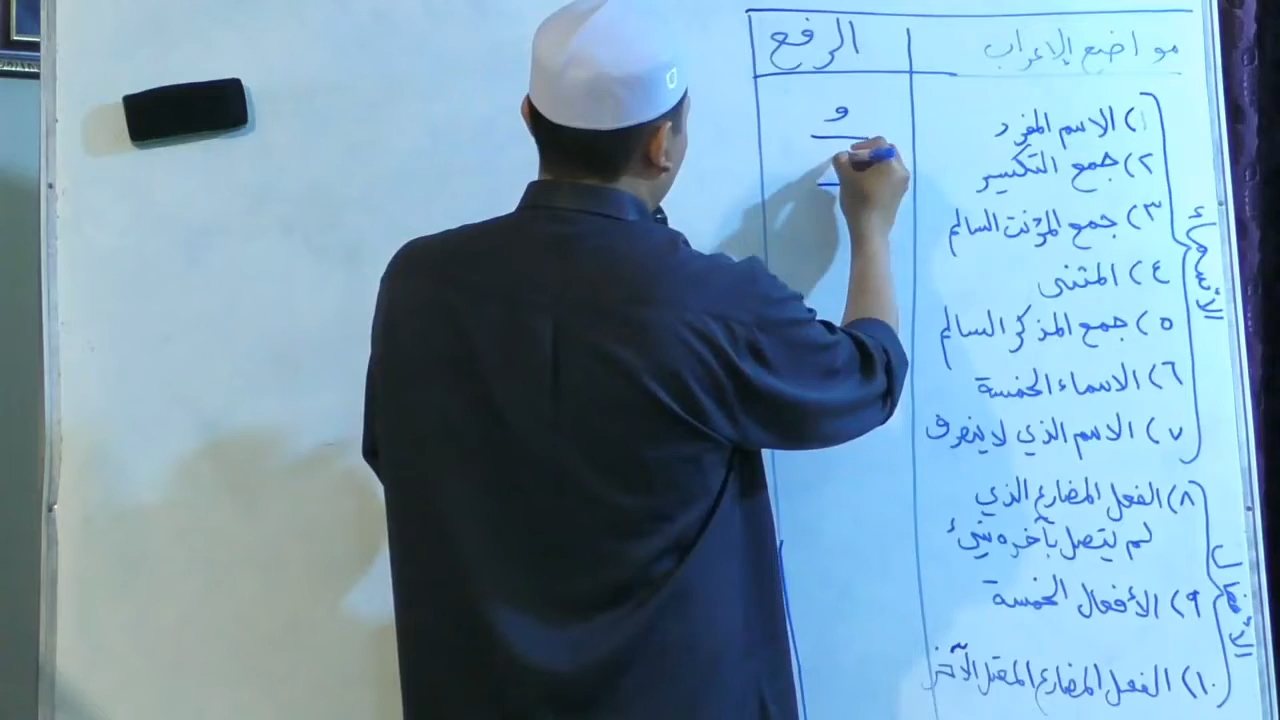 مواضع الإعراب الرفع
١) الاسم المفرد و
٢) جمع التكسير
٣) جمع المؤنث السالم
٤) المثنى
٥) جمع المذكر السالم
٦) الاسماء الخمسة
٧) الاسم الذي لا ينصرف
الأسماء
٨) الفعل المضارع الذي
لم يتصل بآخره شيء
٩) الأفعال الخمسة
١٠) الفعل المضارع المعتل الآخر
الأفعال